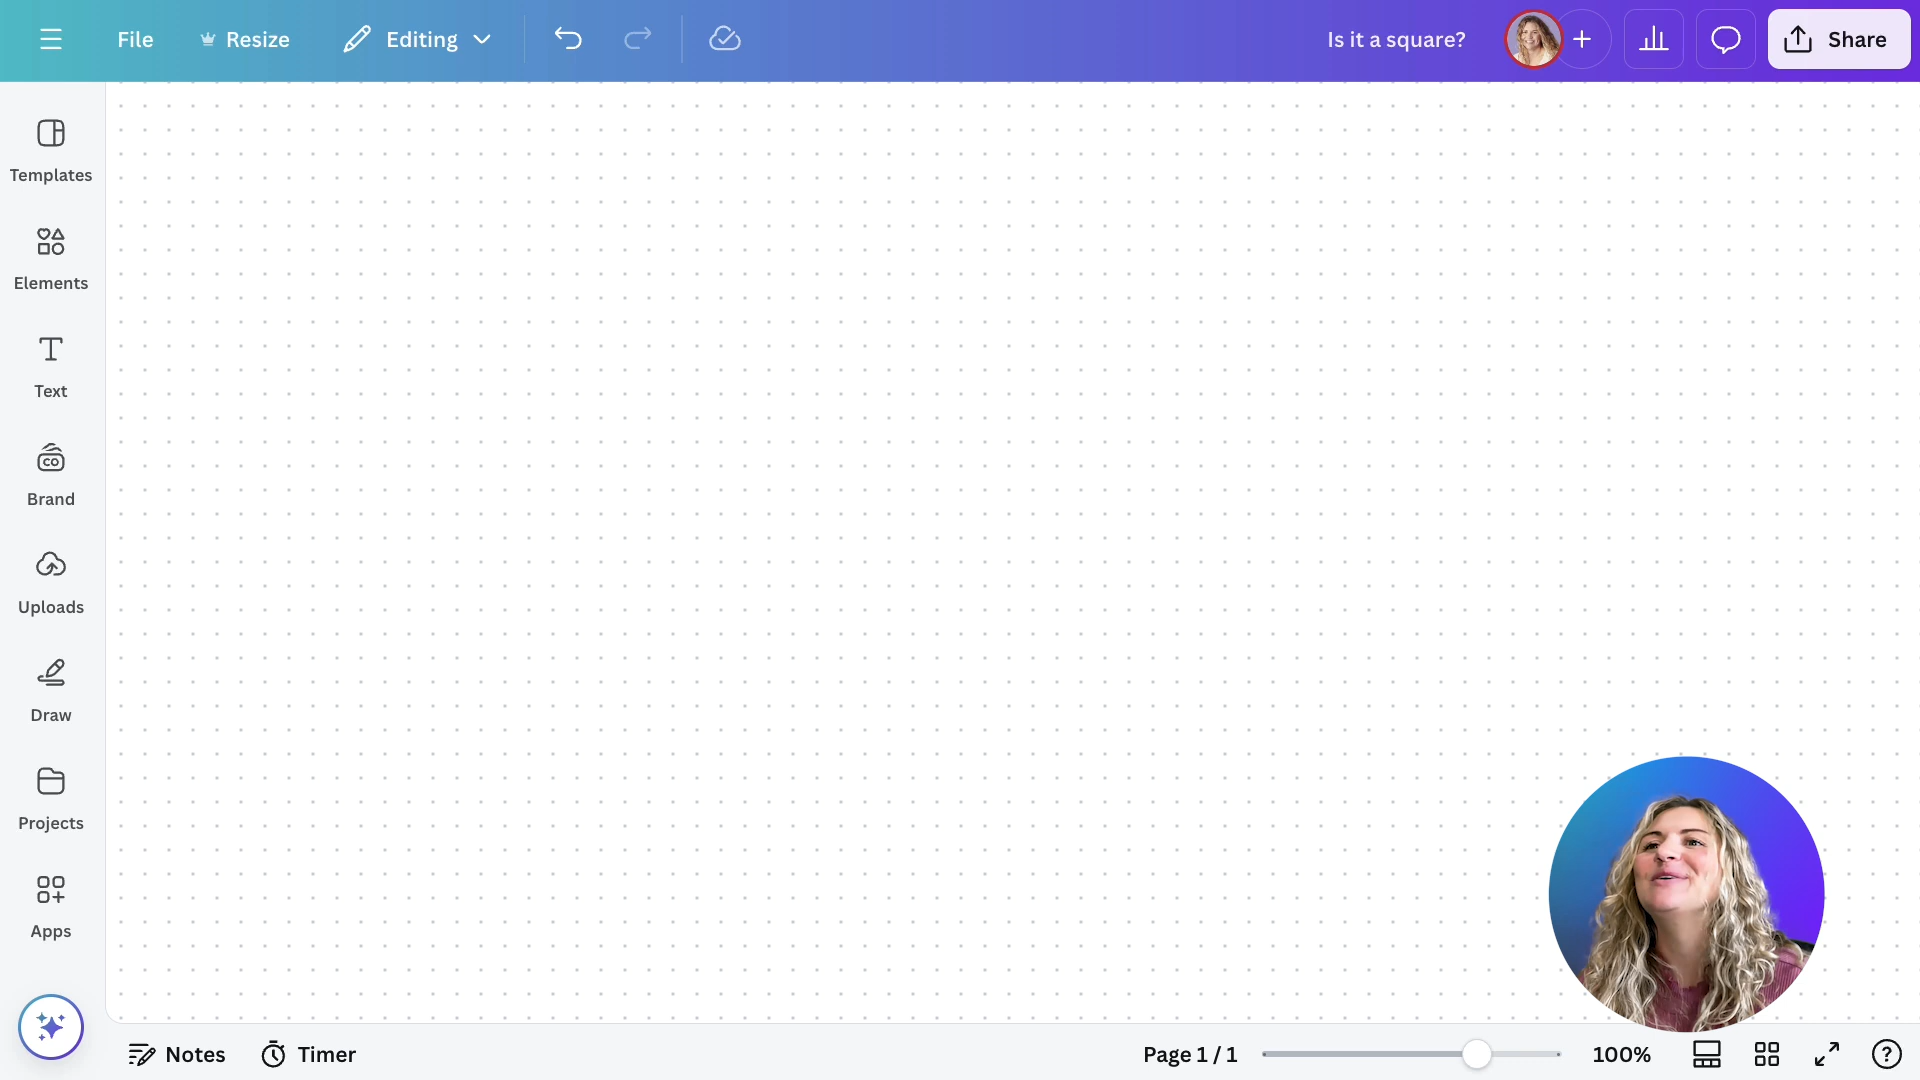 File
Resize
Editing
Is it a square?
Share
Templates
Elements
Text
CO
Brand
Uploads
Draw
Projects
Apps
Notes
Timer
Page 1 / 1
100%
?